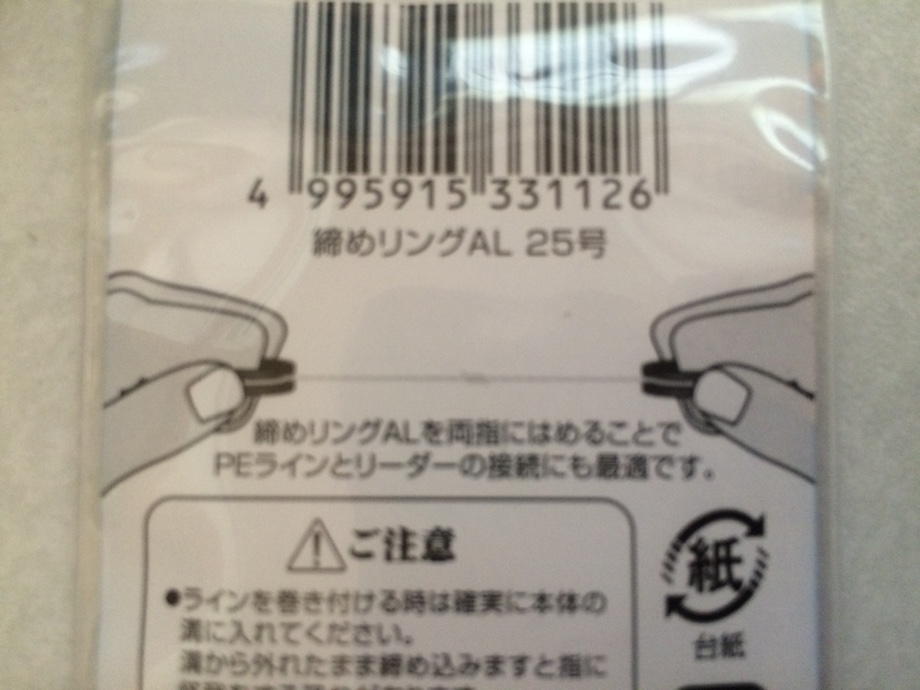 4 995915 331126
締めリングAL 25号
締めリングALを両指にはめることで
PEラインとリーダーの接続にも最適です。
ご注意
●ラインを巻き付ける時は確実に本体の
溝に入れてください。
溝から外れたまま締め込みますと指に
紙
台紙